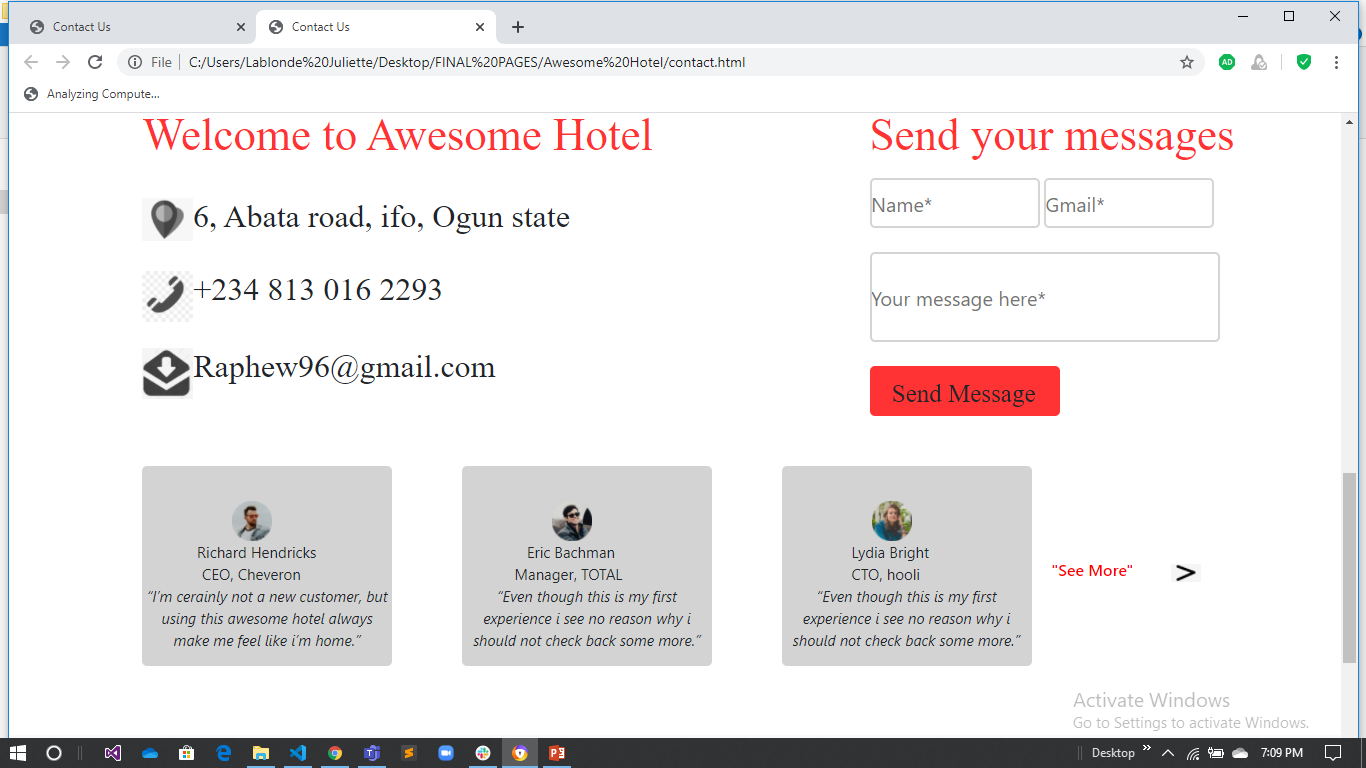 Contact Us
Contact Us
File
C:/Users/Lablonde%20Juliette/Desktop/FINAL%20PAGES/Awesome%20Hotel/contact.html
AD
Analyzing Compute...
Welcome to Awesome Hotel
6, Abata road, ifo, Ogun state
+234 813 016 2293
Raphew96@gmail.com
Send your messages
Name*
Gmail*
Your message here*
Send Message
Richard Hendricks
CEO, Cheveron
“I’m cerainly not a new customer, but
using this awesome hotel always
make me feel like i’m home.”
Eric Bachman
Manager, TOTAL
“Even though this is my first
experience i see no reason why i
should not check back some more.”
Lydia Bright
CTO, hooli
“Even though this is my first
experience i see no reason why i
should not check back some more.”
"See More"
>
Activate Windows
Go to Settings to activate Windows.
Desktop
7:09 PM